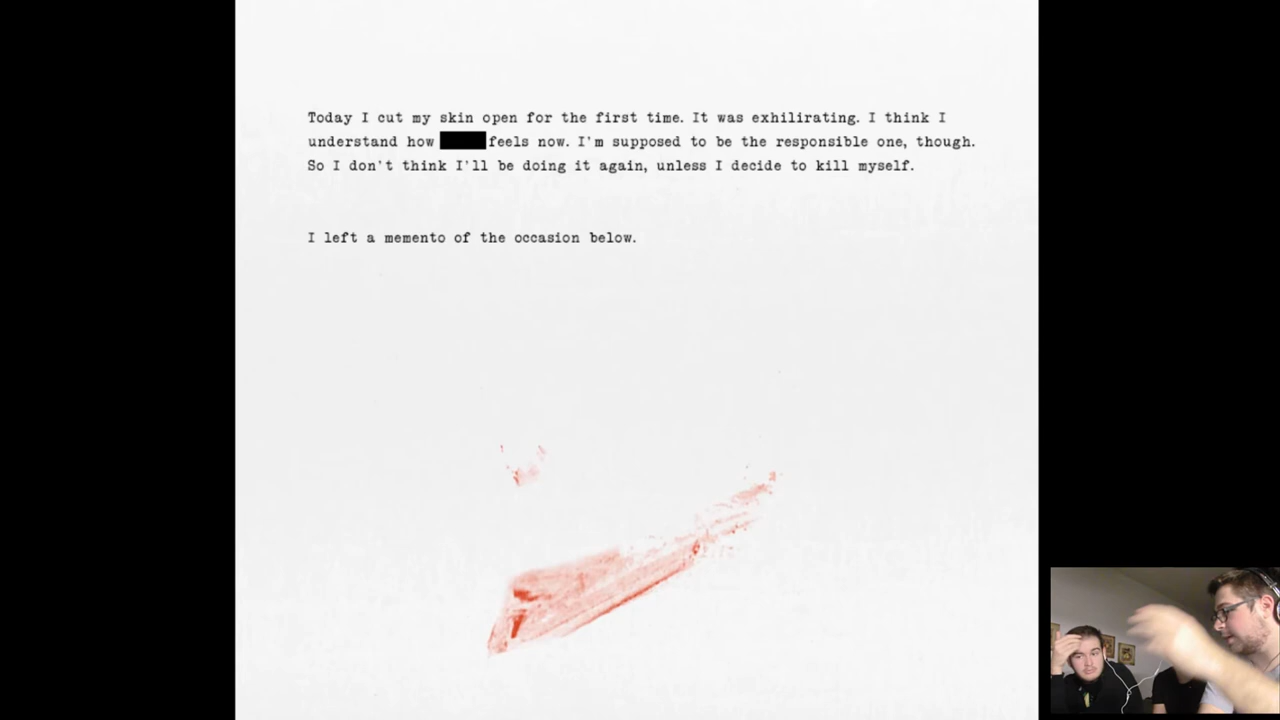 Today I cut my skin open for the first time. It was exhilirating. I think I
understand how feels now. I'm supposed to be the responsible one, though.
So I don't think I'll be doing it again, unless I decide to kill myself.
I left a memento of the occasion below.